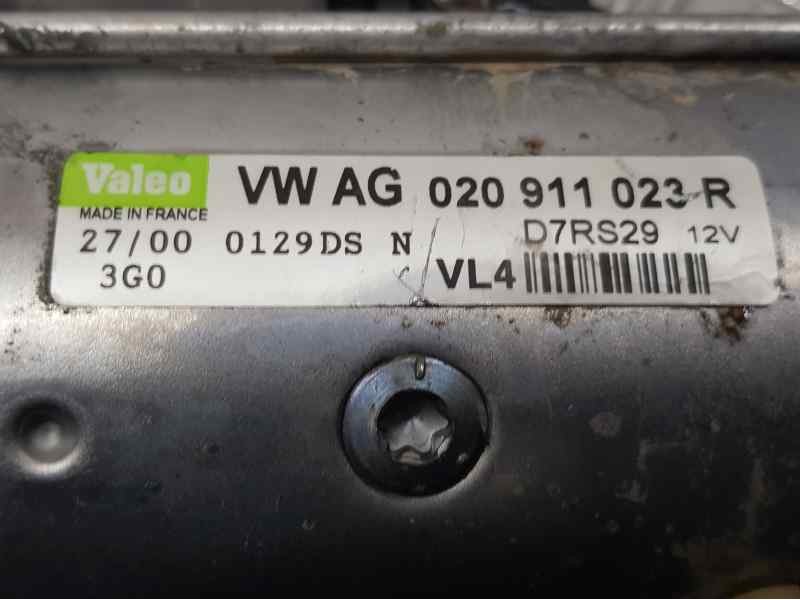 Valeo VW AG 020 911 023 R
MADE IN FRANCE
D7RS29 12V
27/00 0129DS N
3G0 VL4